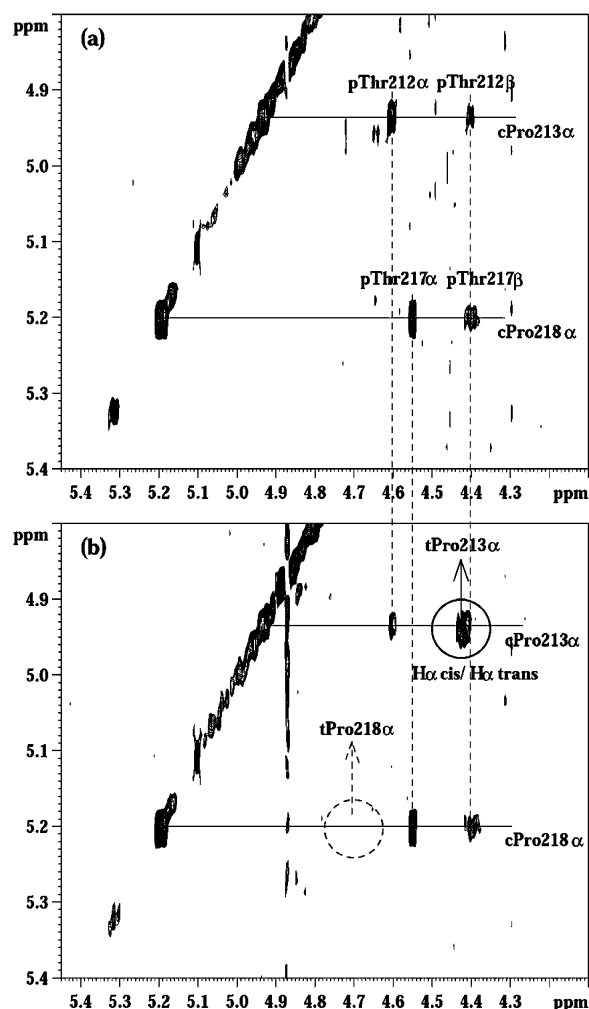 ppm
(a)
4.9
5.0
5.1
5.2
5.3
5.4
pThr212α pThr212β
cPro213α
pThr217α pThr217β
cPro218α
5.4 5.3 5.2 5.1 5.0 4.9 4.8 4.7 4.6 4.5 4.4 4.3 ppm
ppm
(b)
4.9
5.0
5.1
5.2
5.3
5.4
tPro213α
cPro213α
Hα cis/ Hα trans
tPro218α
cPro218α
5.4 5.3 5.2 5.1 5.0 4.9 4.8 4.7 4.6 4.5 4.4 4.3 ppm